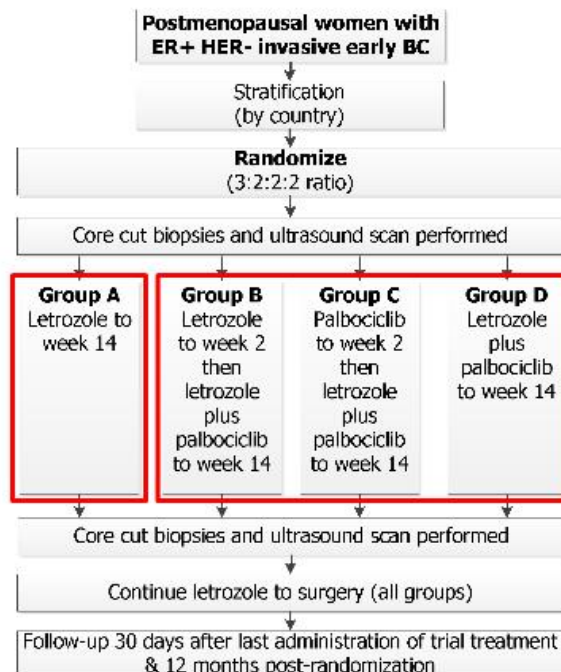 Postmenopausal women with
ER+ HER- invasive early BC
Stratification
(by country)
Randomize
(3:2:2:2 ratio)
Core cut biopsies and ultrasound scan performed
Group A
Letrozole to
week 14
Group B
Letrozole
to week 2
then
letrozole
plus
palbociclib
to week 14
Group C
Palbociclib
to week 2
then
letrozole
plus
palbociclib
to week 14
Group D
Letrozole
plus
palbociclib
to week 14
Core cut biopsies and ultrasound scan performed
Continue letrozole to surgery (all groups)
Follow-up 30 days after last administration of trial treatment
& 12 months post-randomization